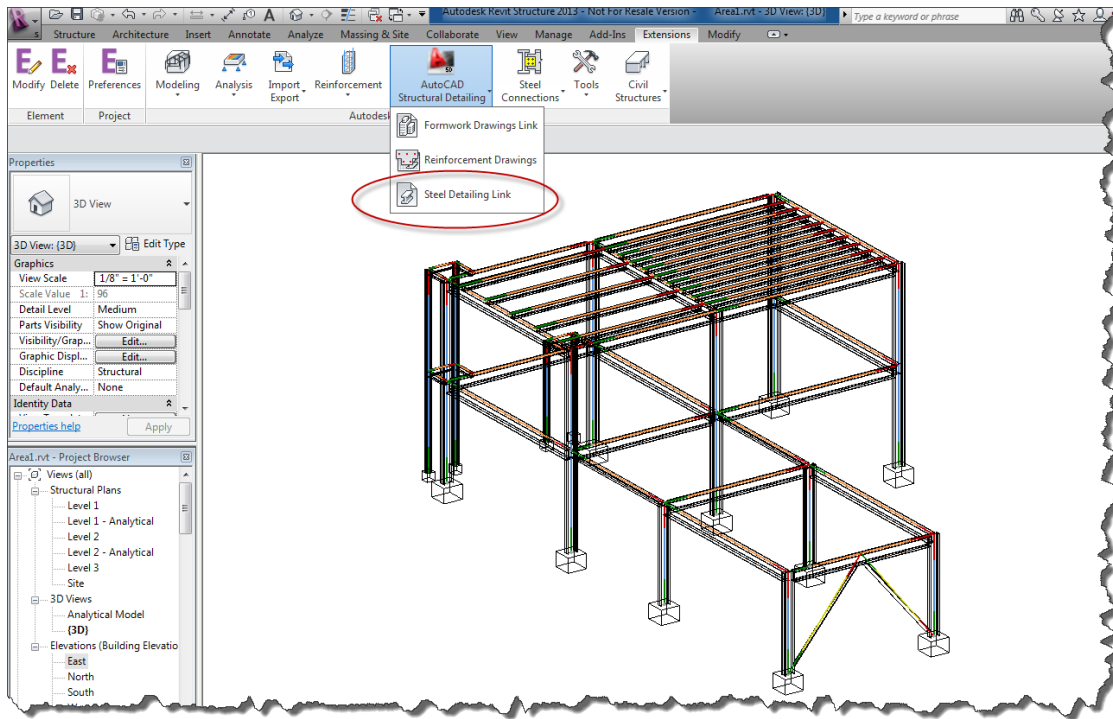 Autodesk Revit Structure 2013 - Not For Resale Version - Area1.rvt - 3D View: {3D}
Type a keyword or phrase
Structure Architecture Insert Annotate Analyze Massing & Site Collaborate View Manage Add-Ins Extensions Modify
Modify Delete Preferences Modeling Analysis Import Export Reinforcement AutoCAD Structural Detailing Steel Connections Tools Civil Structures
Element Project Autodesk
Formwork Drawings Link
Reinforcement Drawings
Steel Detailing Link
SD
Properties
3D View
3D View: {3D} Edit Type
Graphics
View Scale 1/8" = 1'-0"
Scale Value 1: 96
Detail Level Medium
Parts Visibility Show Original
Visibility/Grap... Edit...
Graphic Displ... Edit...
Discipline Structural
Default Analy... None
Identity Data
Properties help Apply
Area1.rvt - Project Browser
Views (all)
Structural Plans
Level 1
Level 1 - Analytical
Level 2
Level 2 - Analytical
Level 3
Site
3D Views
Analytical Model
{3D}
Elevations (Building Elevatio
East
North
South